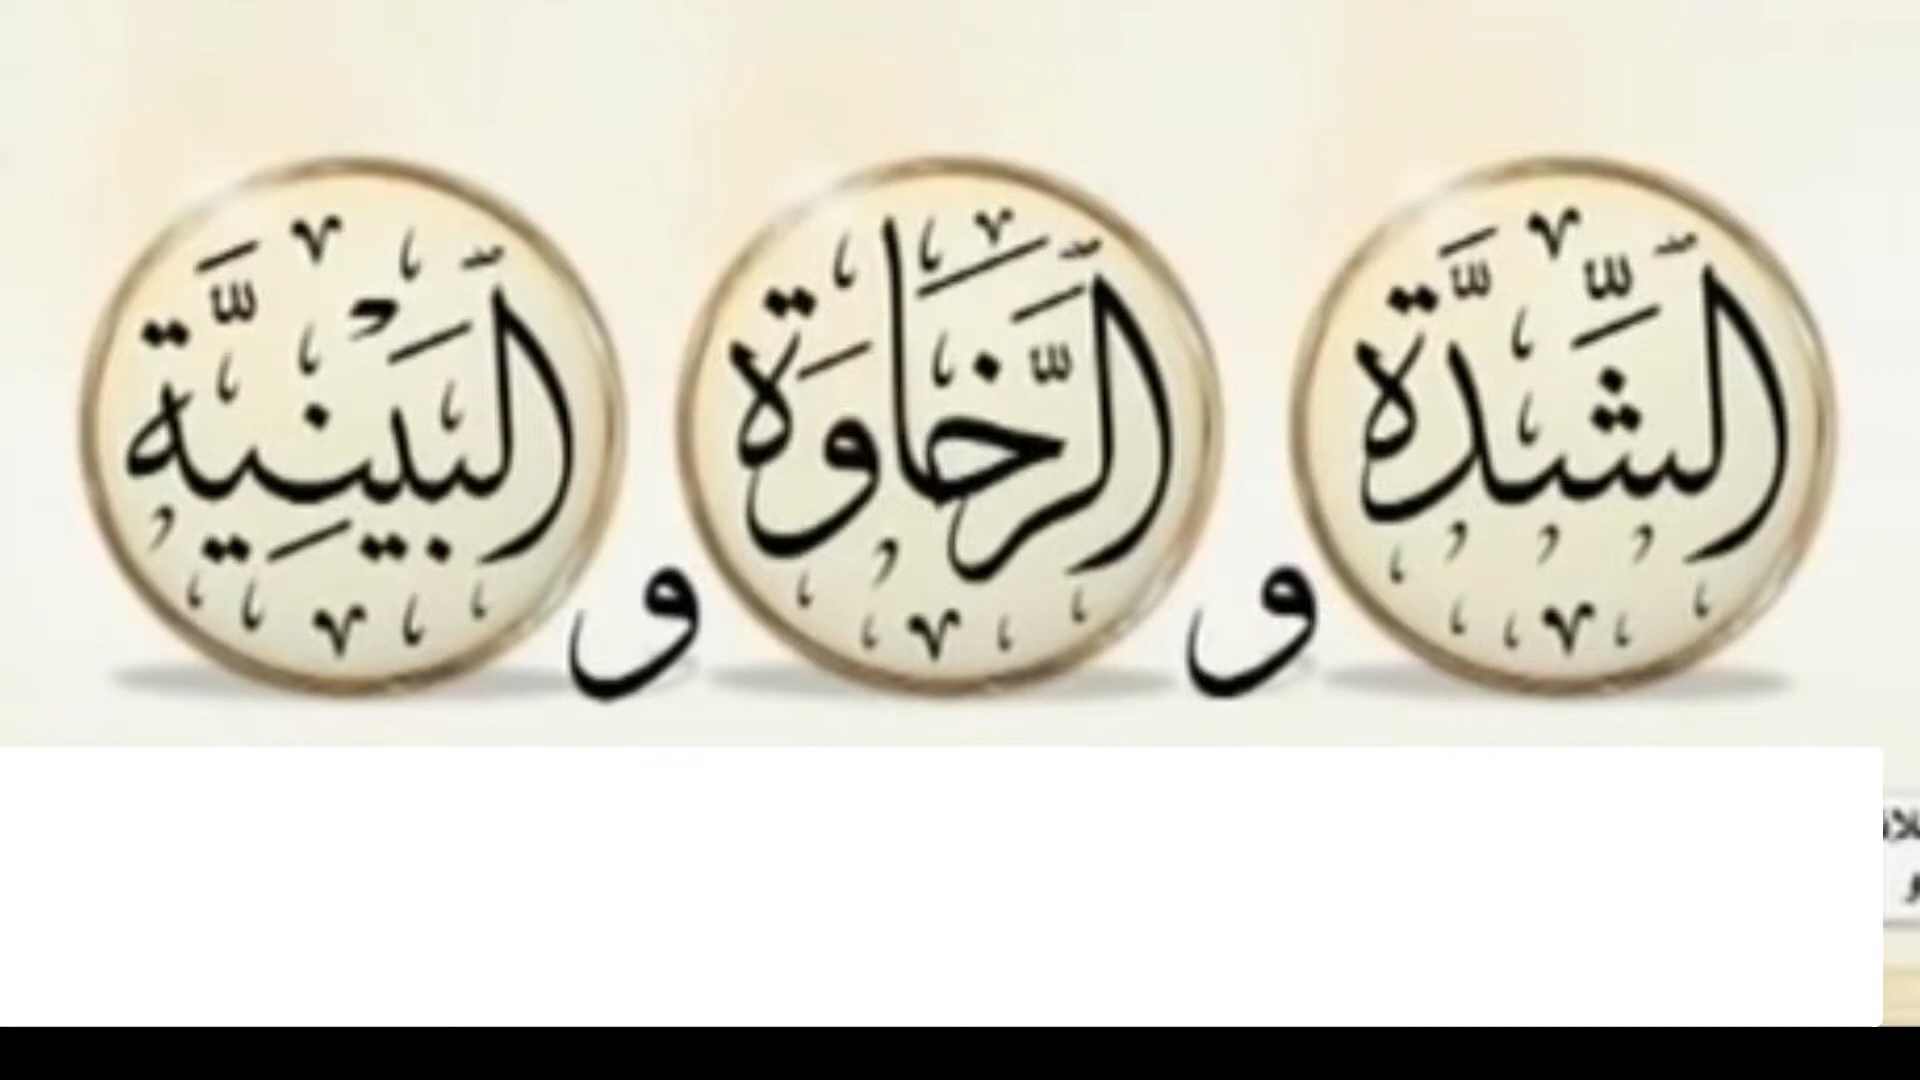 الشِّدَّة و الرَّخَاوَة و البَيْنِيَّة